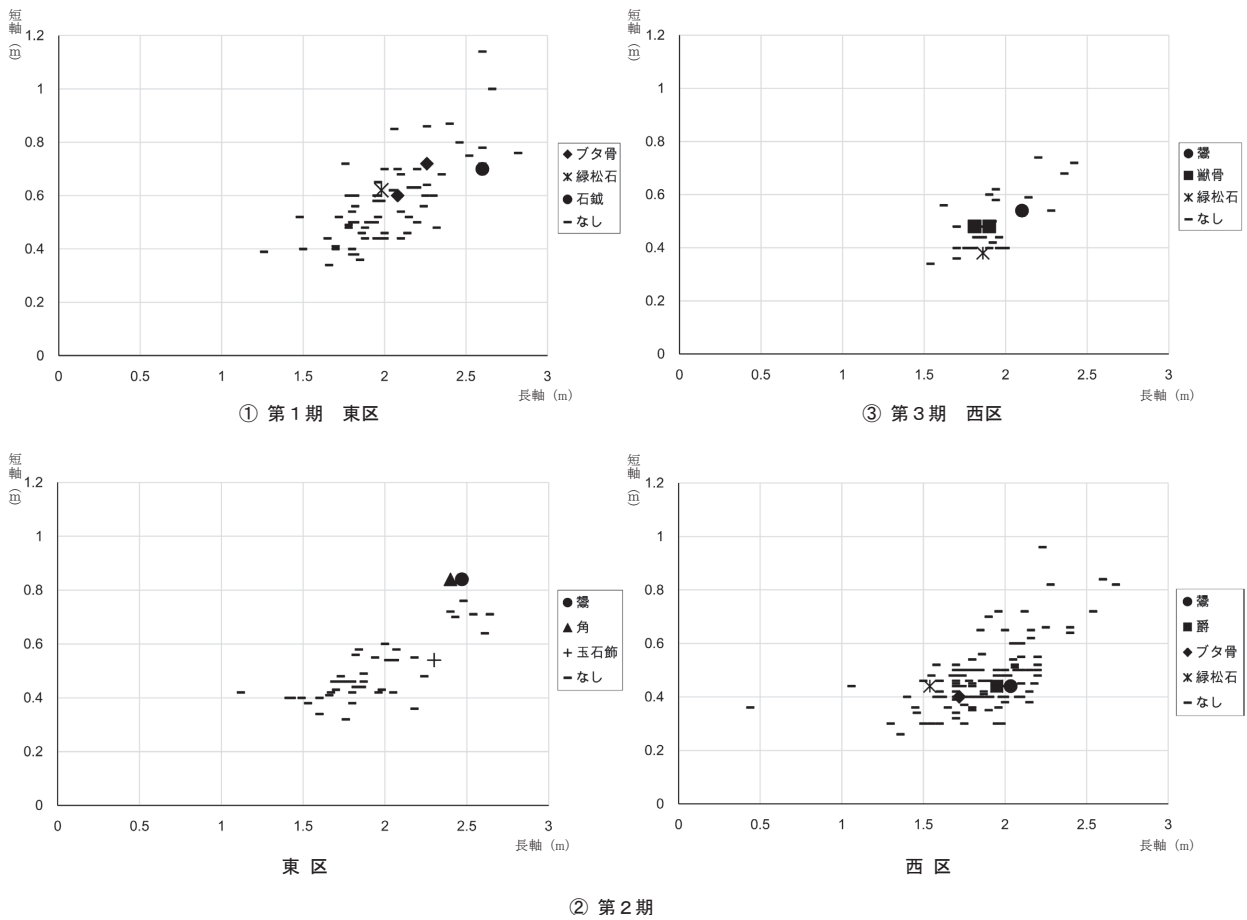 短軸 (m)
1.2
1
0.8
0.6
0.4
0.2
0
0 0.5 1 1.5 2 2.5 3
長軸 (m)
ブタ骨
緑松石
石鉞
なし
① 第1期 東区
短軸 (m)
1.2
1
0.8
0.6
0.4
0.2
0
0 0.5 1 1.5 2 2.5 3
長軸 (m)
鬹
獣骨
緑松石
なし
③ 第3期 西区
短軸 (m)
1.2
1
0.8
0.6
0.4
0.2
0
0 0.5 1 1.5 2 2.5 3
長軸 (m)
鬹
角
玉石飾
なし
東 区
短軸 (m)
1.2
1
0.8
0.6
0.4
0.2
0
0 0.5 1 1.5 2 2.5 3
長軸 (m)
鬹
爵
ブタ骨
緑松石
なし
西 区
② 第2期